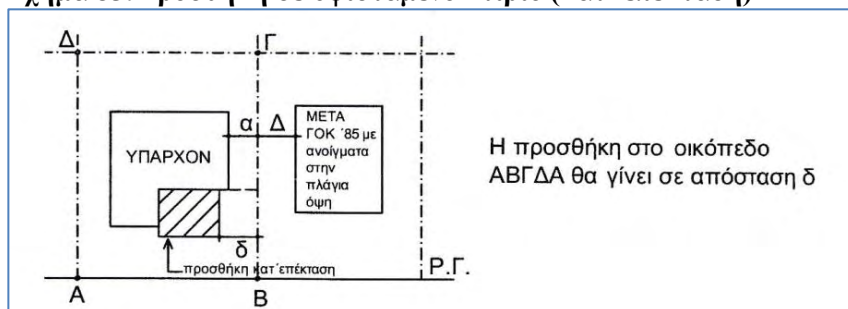 Δ
Γ
α
Δ
ΥΠΑΡΧΟΝ
ΜΕΤΑ
ΓΟΚ ΄85 με
ανοίγματα
στην
πλάγια
όψη
Η προσθήκη στο οικόπεδο
ΑΒΓΔΑ θα γίνει σε απόσταση δ
δ
προσθήκη κατ΄επέκταση
Ρ.Γ.
Α
Β